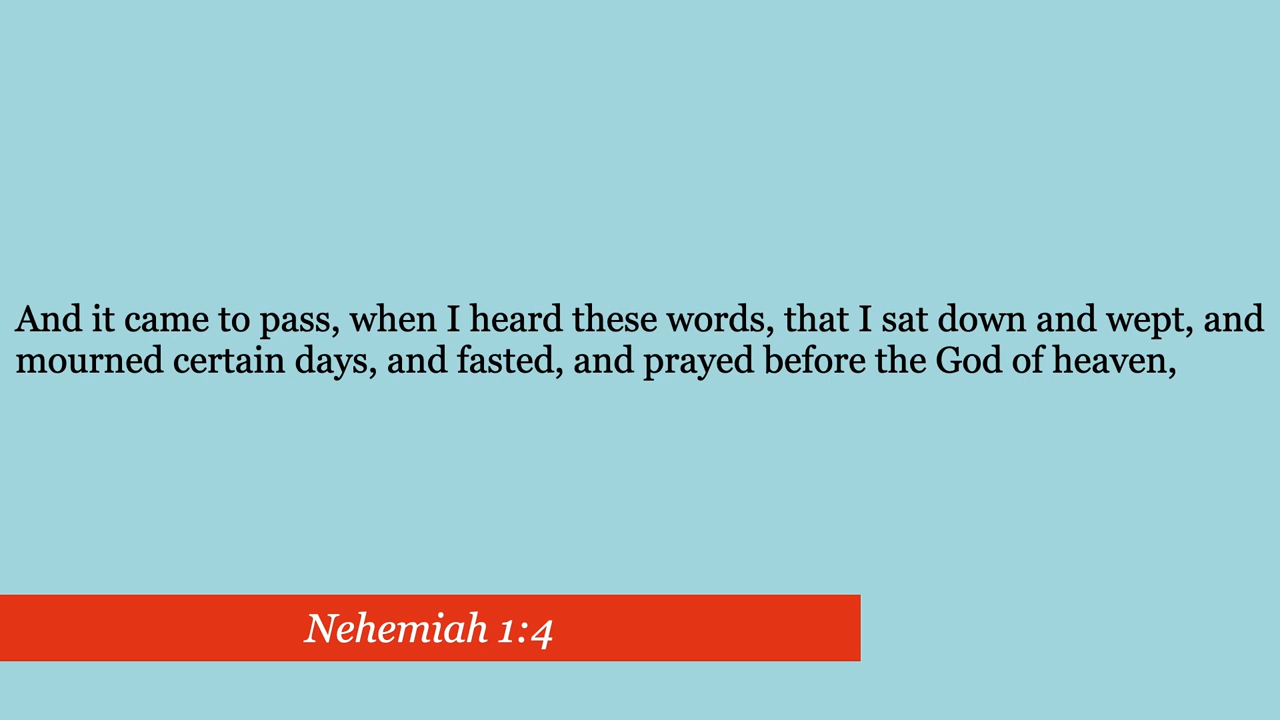 And it came to pass, when I heard these words, that I sat down and wept, and
mourned certain days, and fasted, and prayed before the God of heaven,
Nehemiah 1:4